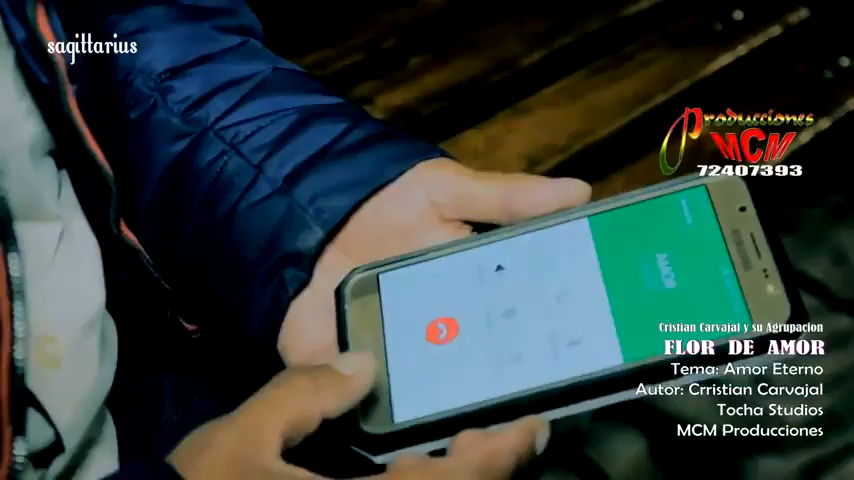 sagittarius
Producciones
MCM
72407393
AMOR
Cristian Carvajal y su Agrupacion
FLOR DE AMOR
Tema: Amor Eterno
Autor: Crristian Carvajal
Tocha Studios
MCM Producciones